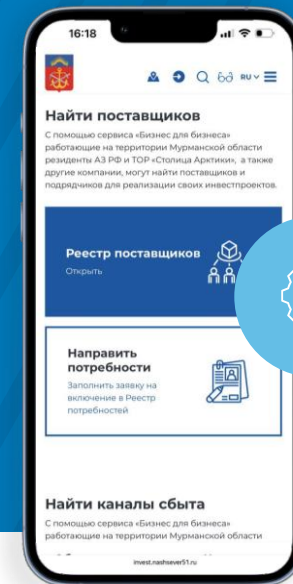 16:18
RU
Найти поставщиков
С помощью сервиса «Бизнес для бизнеса»
работающие на территории Мурманской области
резиденты АЗ РФ и ТОР «Столица Арктики», а также
другие компании, могут найти поставщиков и
подрядчиков для реализации своих инвестпроектов.
Реестр поставщиков
Открыть
Направить
потребности
Заполнить заявку на
включение в Реестр
потребностей
Найти каналы сбыта
С помощью сервиса «Бизнес для бизнеса»
работающие на территории Мурманской области
invest.nashsever51.ru